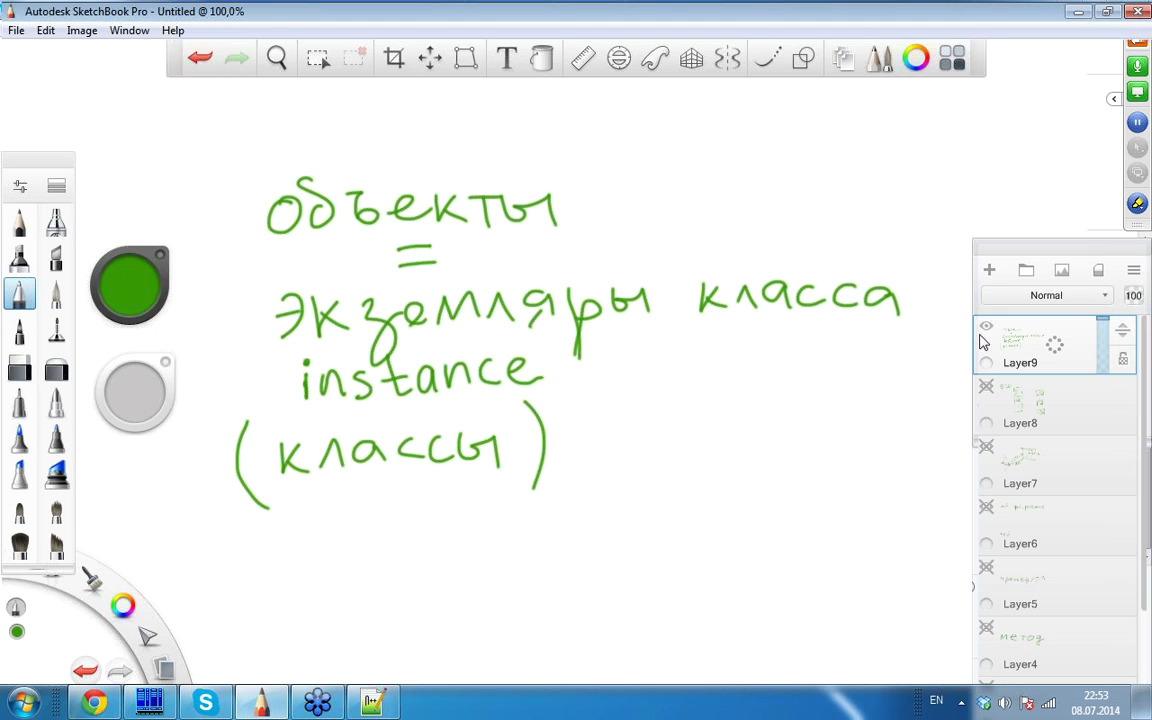 Autodesk SketchBook Pro - Untitled @ 100,0%
File Edit Image Window Help
объекты
=
экземляры класса
instance
(классы)
Normal 100
Layer9
Layer8
Layer7
Layer6
Layer5
метод
Layer4
EN
22:53
08.07.2014